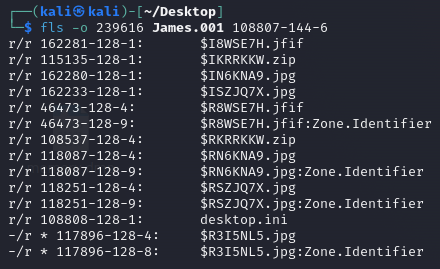 ┌──(kali㉿kali)-[~/Desktop]
└─$ fls -o 239616 James.001 108807-144-6
r/r 162281-128-1:	$I8WSE7H.jfif
r/r 115135-128-1:	$IKRRKKW.zip
r/r 162280-128-1:	$IN6KNA9.jpg
r/r 162233-128-1:	$ISZJQ7X.jpg
r/r 46473-128-4:	$R8WSE7H.jfif
r/r 46473-128-9:	$R8WSE7H.jfif:Zone.Identifier
r/r 108537-128-4:	$RKRRKKW.zip
r/r 118087-128-4:	$RN6KNA9.jpg
r/r 118087-128-9:	$RN6KNA9.jpg:Zone.Identifier
r/r 118251-128-4:	$RSZJQ7X.jpg
r/r 118251-128-9:	$RSZJQ7X.jpg:Zone.Identifier
r/r 108808-128-1:	desktop.ini
-/r * 117896-128-4:	$R3I5NL5.jpg
-/r * 117896-128-8:	$R3I5NL5.jpg:Zone.Identifier